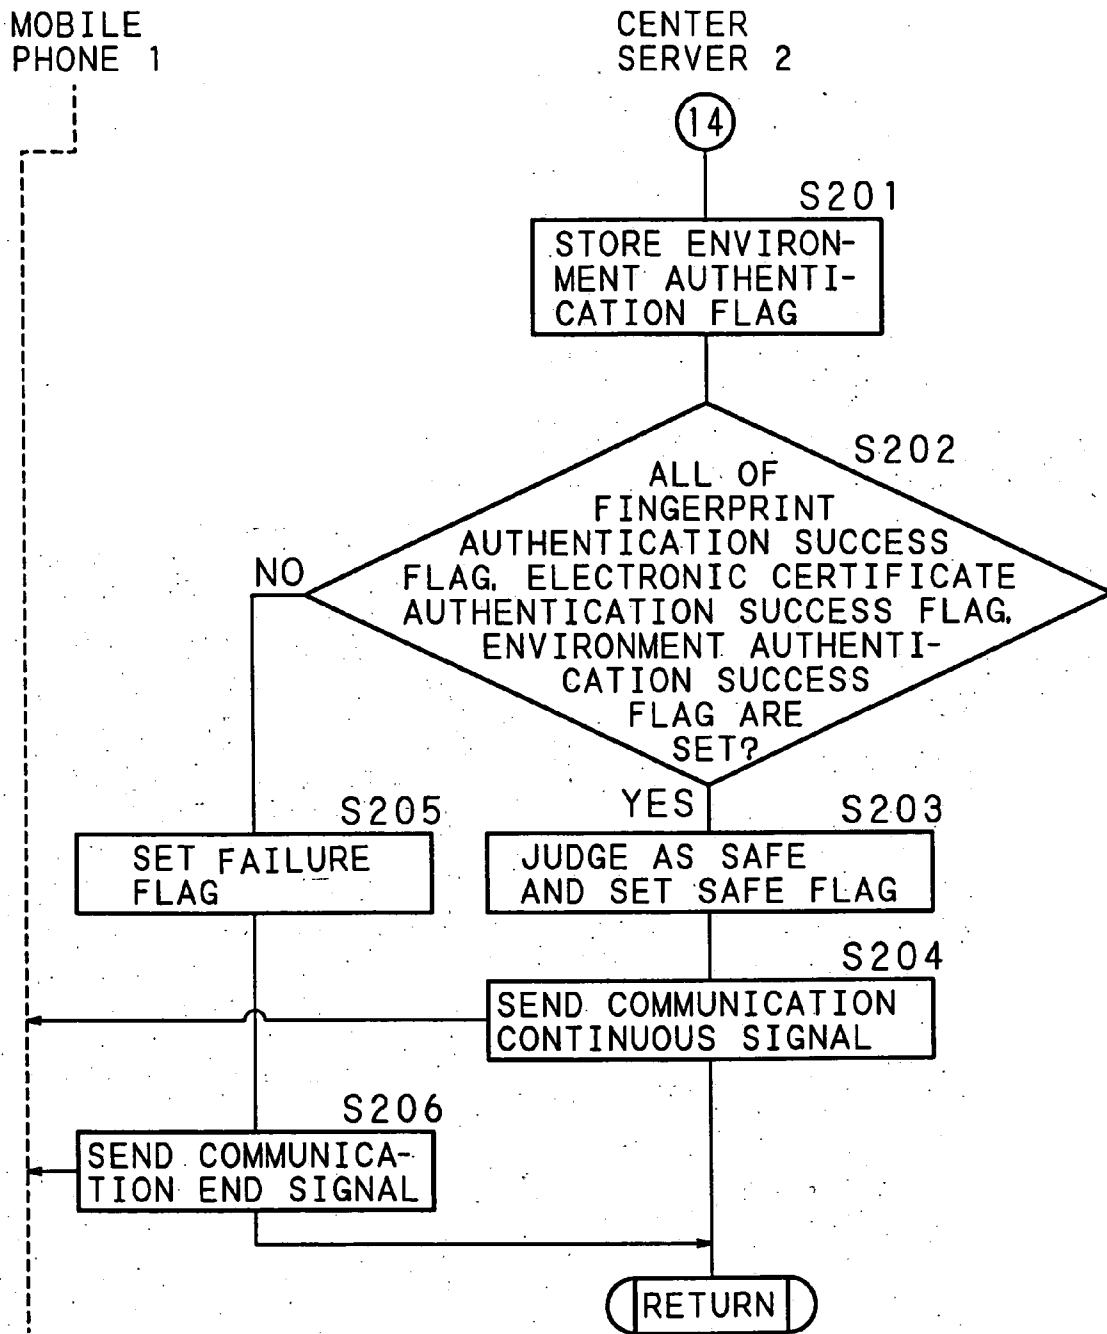 MOBILE
PHONE 1
CENTER
SERVER 2
14
S201
STORE ENVIRON-
MENT AUTHENTI-
CATION FLAG
S202
ALL OF
FINGERPRINT
AUTHENTICATION SUCCESS
FLAG, ELECTRONIC CERTIFICATE
AUTHENTICATION SUCCESS FLAG,
ENVIRONMENT AUTHENTI-
CATION SUCCESS
FLAG ARE
SET?
NO
YES
S205
SET FAILURE
FLAG
S203
JUDGE AS SAFE
AND SET SAFE FLAG
S204
SEND COMMUNICATION
CONTINUOUS SIGNAL
S206
SEND COMMUNICA-
TION END SIGNAL
RETURN